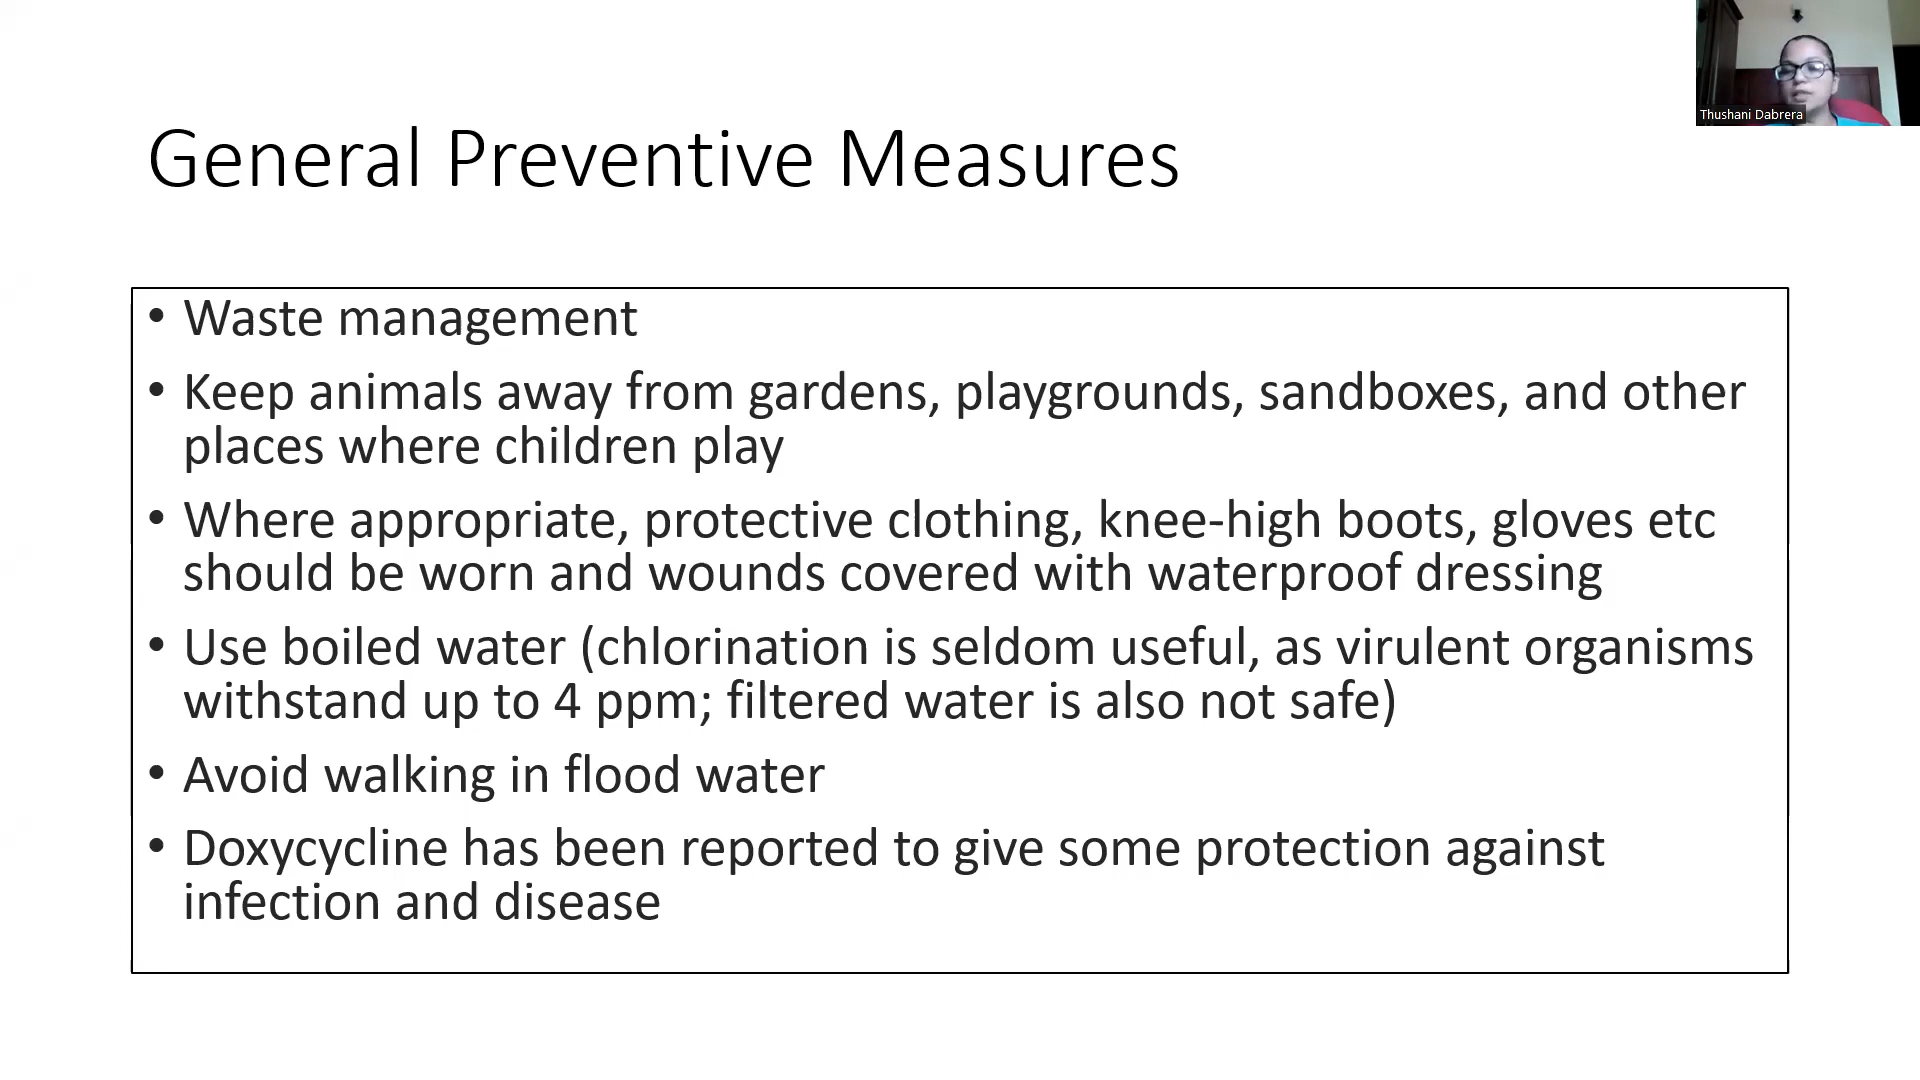 Thushani Dabrera
General Preventive Measures
• Waste management
• Keep animals away from gardens, playgrounds, sandboxes, and other
places where children play
• Where appropriate, protective clothing, knee-high boots, gloves etc
should be worn and wounds covered with waterproof dressing
• Use boiled water (chlorination is seldom useful, as virulent organisms
withstand up to 4 ppm; filtered water is also not safe)
• Avoid walking in flood water
• Doxycycline has been reported to give some protection against
infection and disease